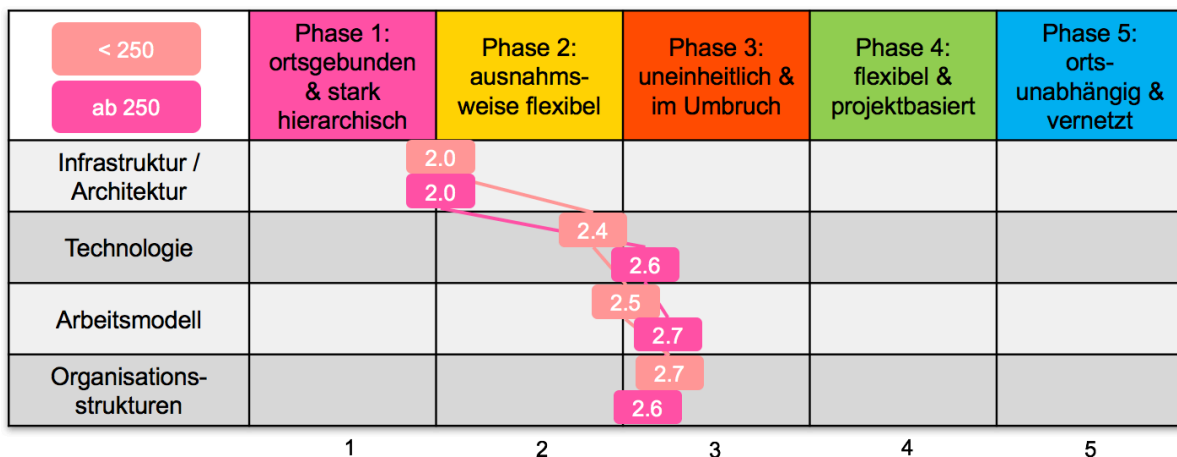 < 250
ab 250
Phase 1:
ortsgebunden
& stark
hierarchisch
Phase 2:
ausnahms-
weise flexibel
Phase 3:
uneinheitlich &
im Umbruch
Phase 4:
flexibel &
projektbasiert
Phase 5:
orts-
unabhängig &
vernetzt
Infrastruktur /
Architektur
2.0
2.0
Technologie
2.4
2.6
Arbeitsmodell
2.5
2.7
Organisations-
strukturen
2.7
2.6
1
2
3
4
5